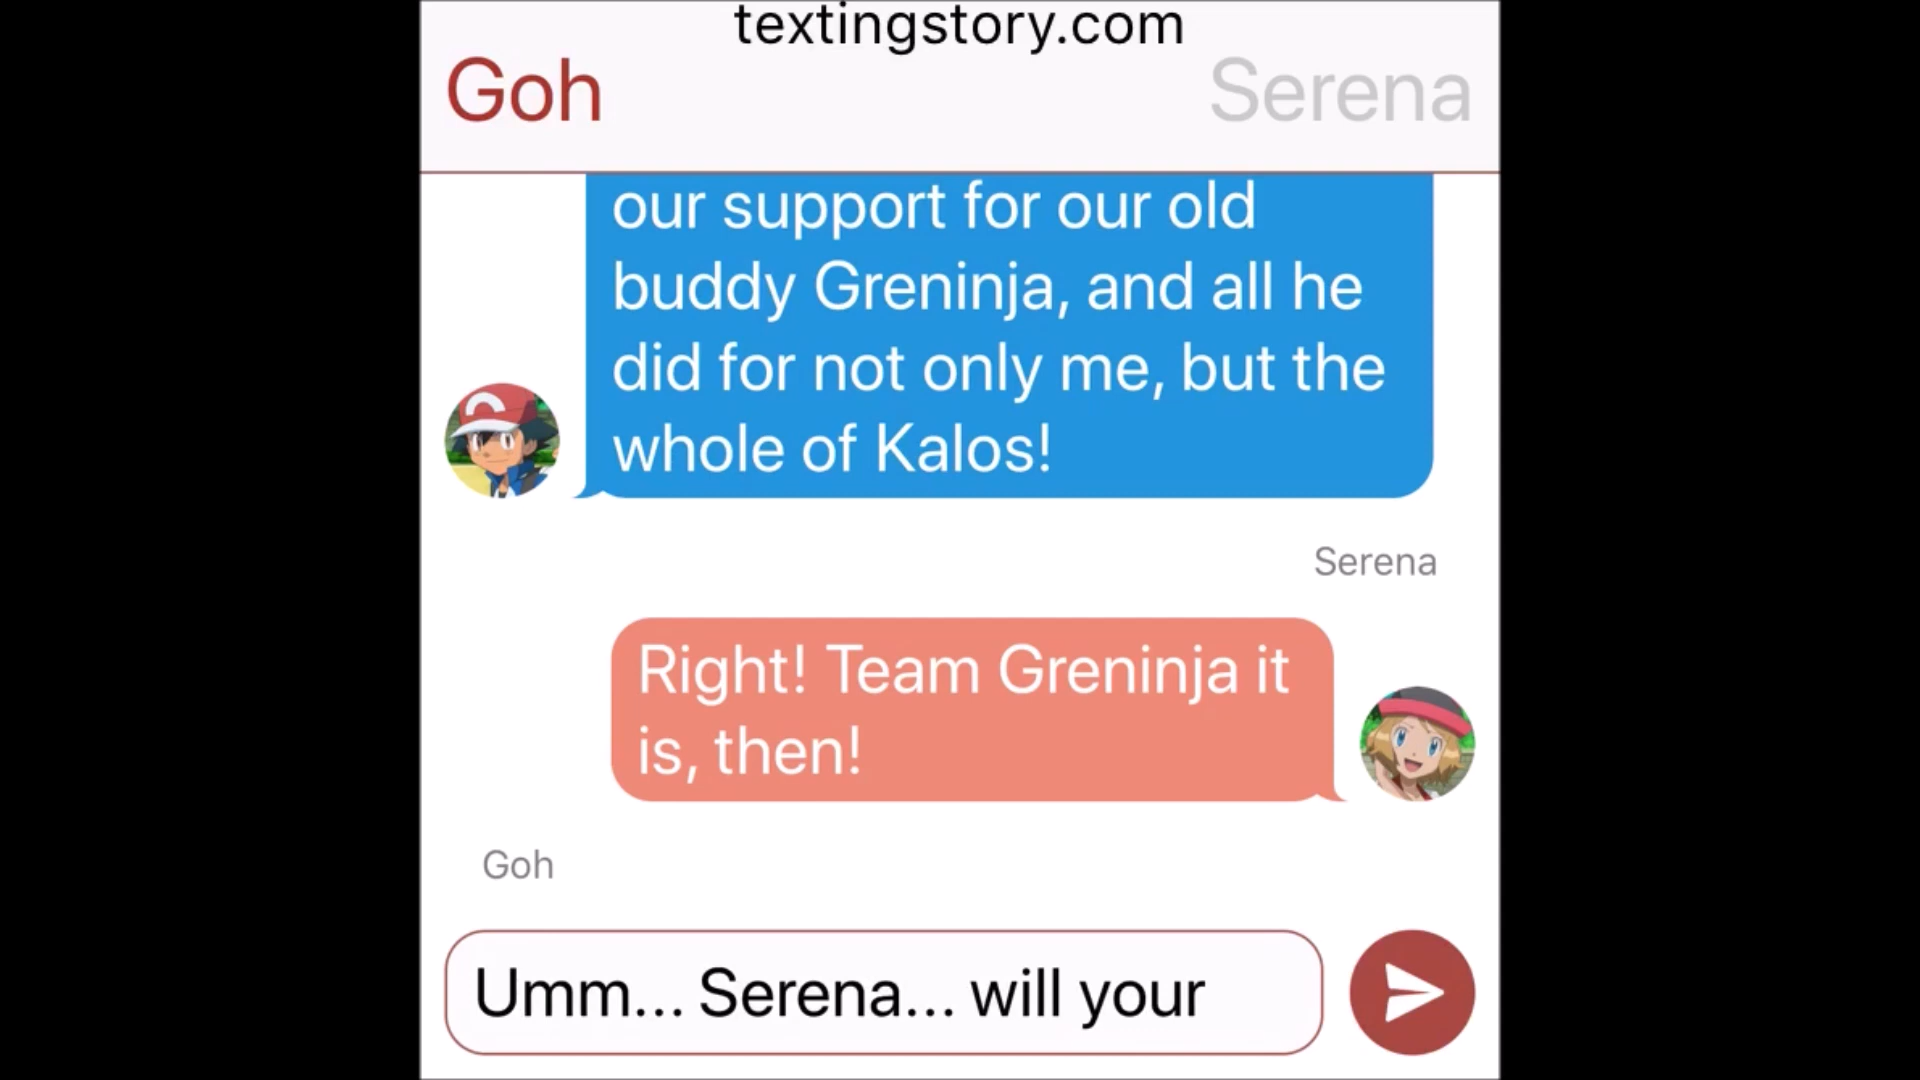 textingstory.com
Goh
Serena
our support for our old
buddy Greninja, and all he
did for not only me, but the
whole of Kalos!
Serena
Right! Team Greninja it
is, then!
Goh
Umm... Serena... will your